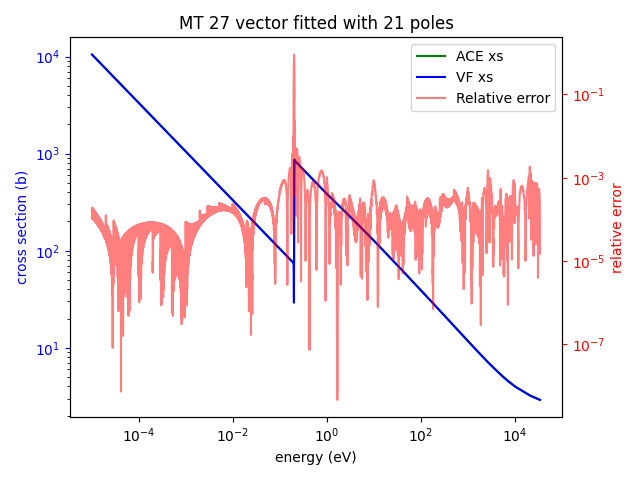 MT 27 vector fitted with 21 poles
ACE xs
VF xs
Relative error
cross section (b)
10^4
10^3
10^2
10^1
relative error
10^-1
10^-3
10^-5
10^-7
10^-4
10^-2
10^0
10^2
10^4
energy (eV)